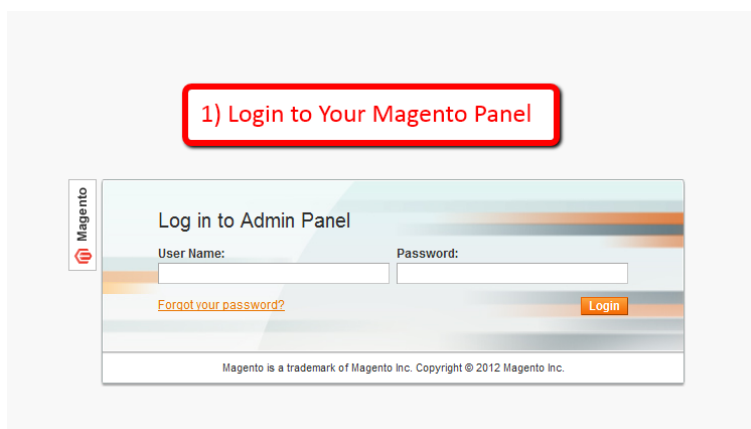 1) Login to Your Magento Panel
Magento
Log in to Admin Panel
User Name:
Password:
Forgot your password?
Login
Magento is a trademark of Magento Inc. Copyright © 2012 Magento Inc.